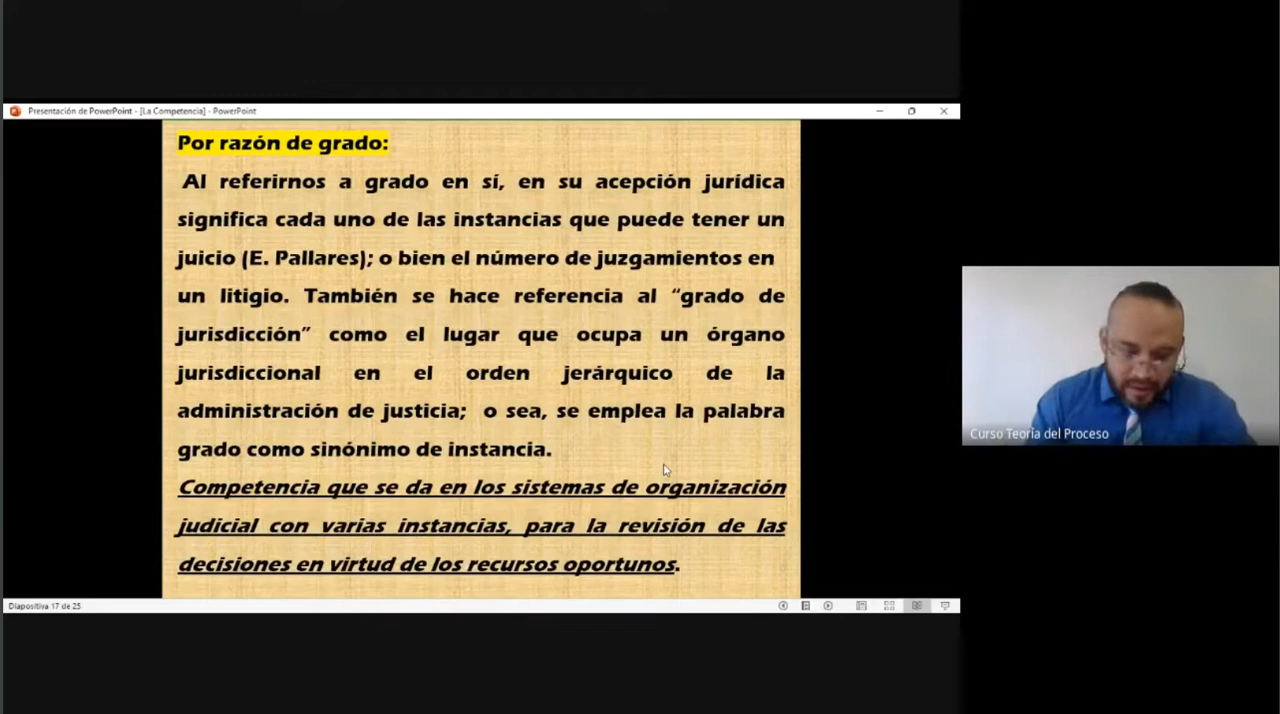 Presentación de PowerPoint - [La Competencia] - PowerPoint
Por razón de grado:
Al referirnos a grado en sí, en su acepción jurídica
significa cada uno de las instancias que puede tener un
juicio (E. Pallares); o bien el número de juzgamientos en
un litigio. También se hace referencia al “grado de
jurisdicción” como el lugar que ocupa un órgano
jurisdiccional en el orden jerárquico de la
administración de justicia; o sea, se emplea la palabra
grado como sinónimo de instancia.
Competencia que se da en los sistemas de organización
judicial con varias instancias, para la revisión de las
decisiones en virtud de los recursos oportunos.
Diapositiva 17 de 25
Curso Teoría del Proceso